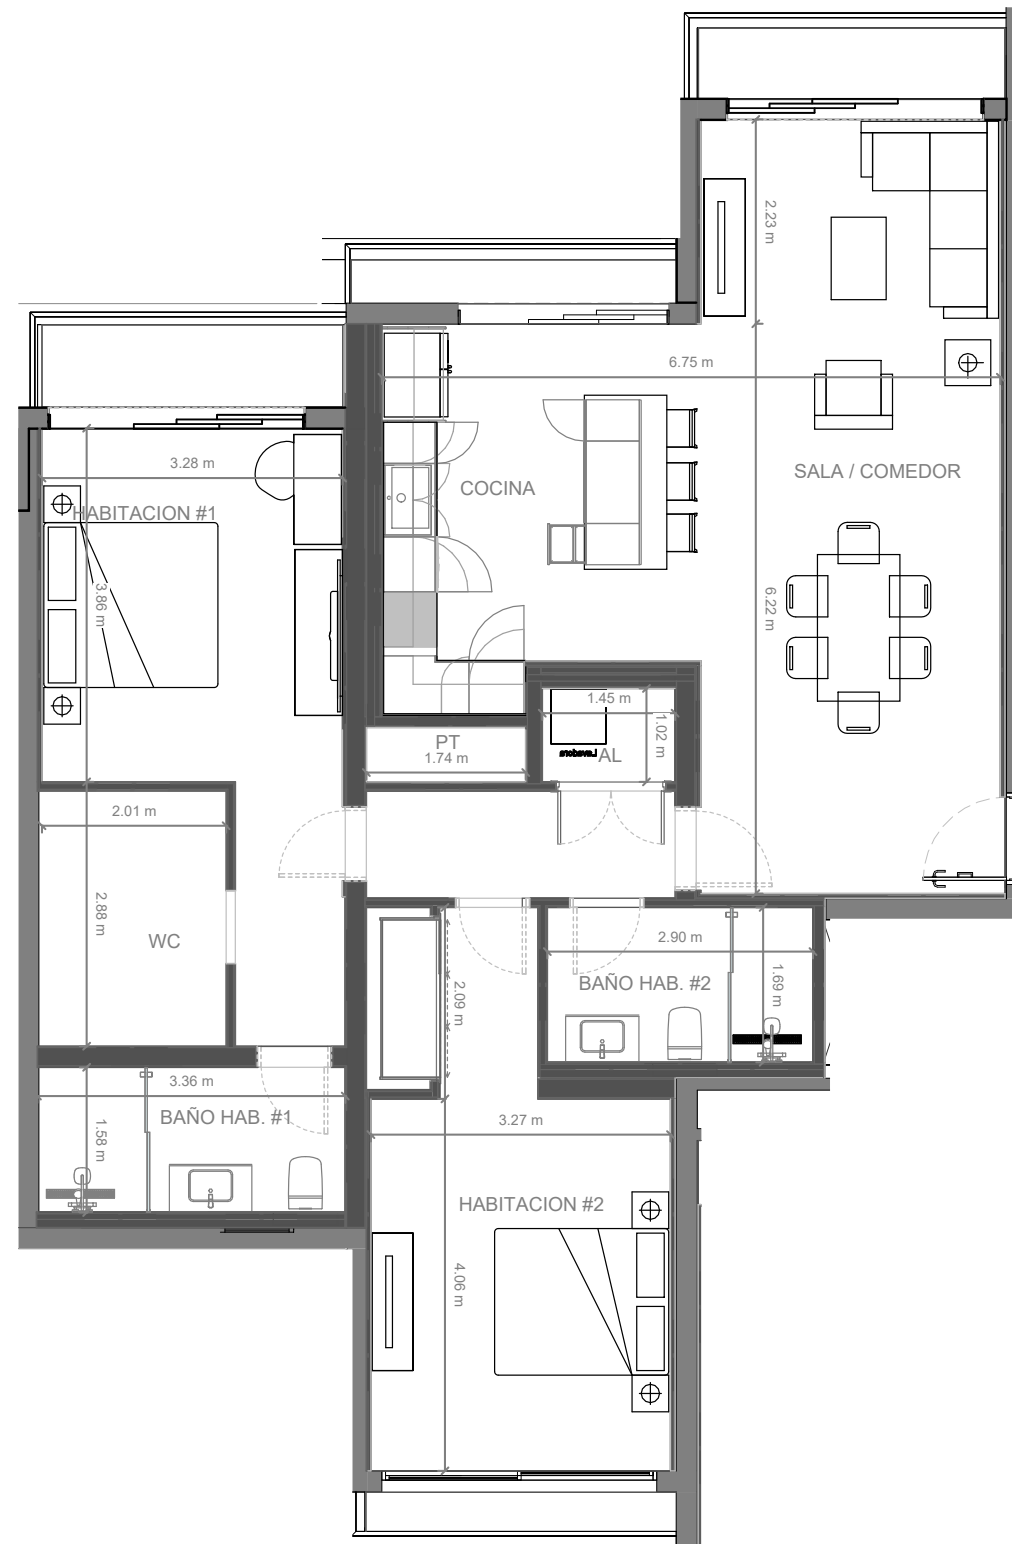 2.23 m
6.75 m
3.28 m
SALA / COMEDOR
COCINA
HABITACION #1
3.86 m
6.22 m
1.45 m
1.02 m
PT
1.74 m
Lavadora
AL
2.01 m
2.88 m
WC
2.90 m
BAÑO HAB. #2
1.69 m
2.09 m
3.36 m
BAÑO HAB. #1
1.58 m
3.27 m
HABITACION #2
4.06 m